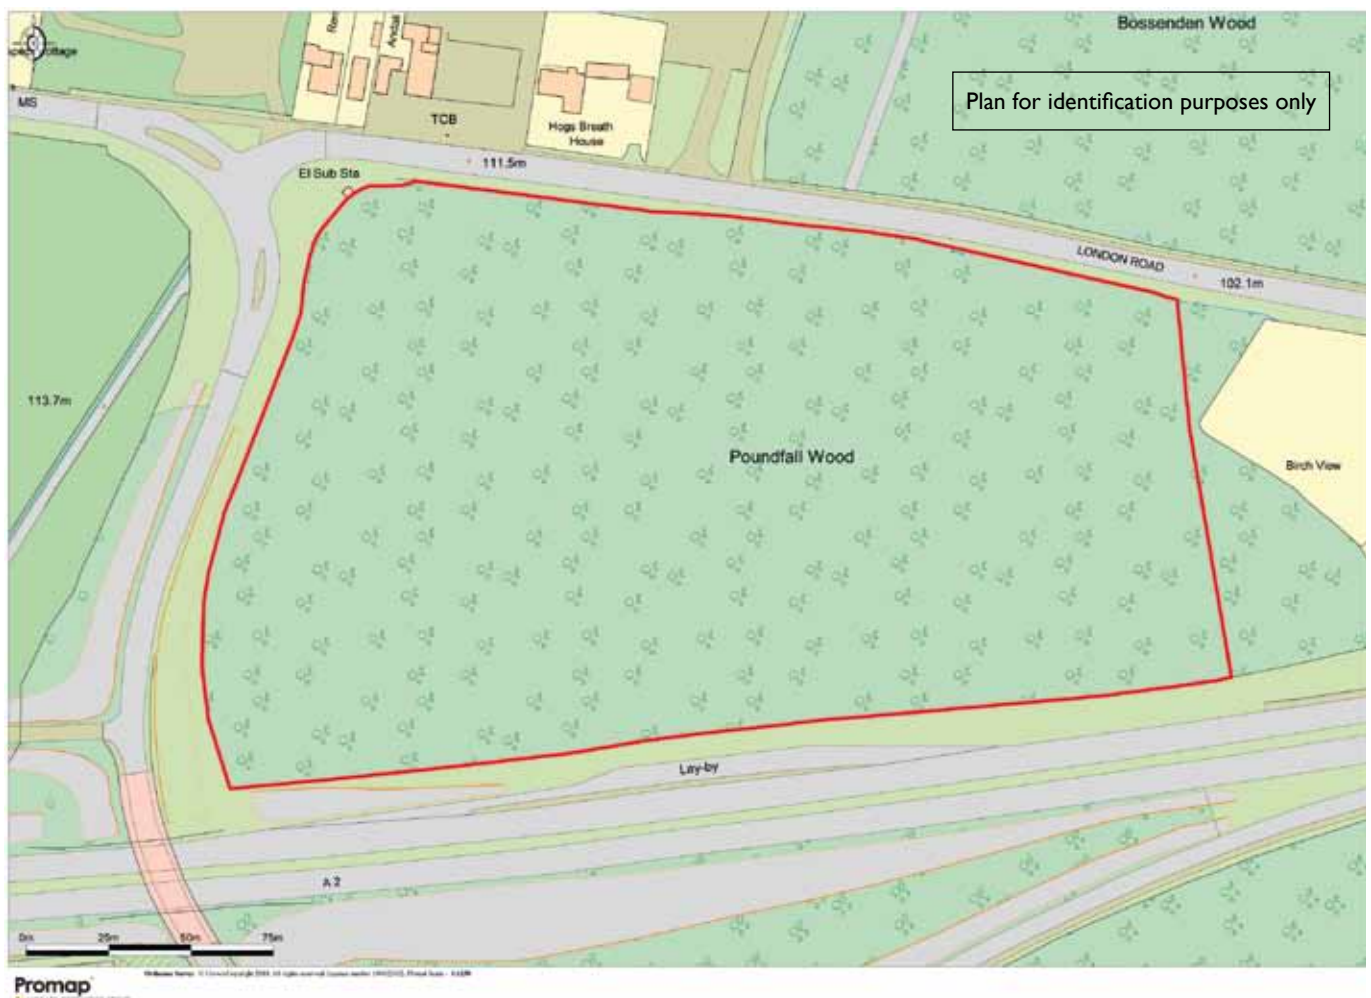 Bossenden Wood
Plan for identification purposes only
Cottage
MS
TCB
Hogs Breath
House
111.5m
El Sub Sta
LONDON ROAD
102.1m
113.7m
Poundfall Wood
Birch View
Lay-by
A 2
0m 25m 50m 75m
Promap